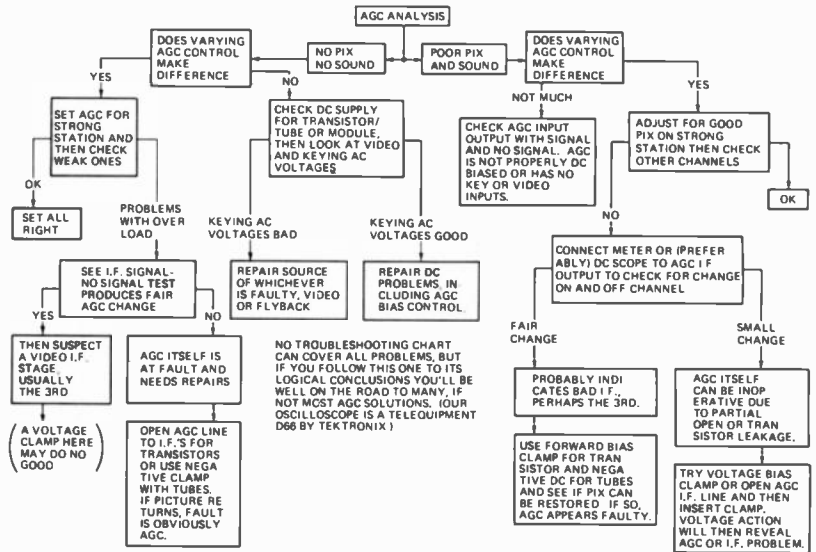 AGC ANALYSIS
DOES VARYING
AGC CONTROL
MAKE
DIFFERENCE
NO PIX
NO SOUND
POOR PIX
AND SOUND
DOES VARYING
AGC CONTROL
MAKE
DIFFERENCE
YES
NO
NOT MUCH
YES
SET AGC FOR
STRONG
STATION AND
THEN CHECK
WEAK ONES
CHECK DC SUPPLY
FOR TRANSISTOR/
TUBE OR MODULE,
THEN LOOK AT VIDEO
AND KEYING AC
VOLTAGES
CHECK AGC INPUT
OUTPUT WITH SIGNAL
AND NO SIGNAL. AGC
IS NOT PROPERLY DC
BIASED OR HAS NO
KEY OR VIDEO
INPUTS.
ADJUST FOR GOOD
PIX ON STRONG
STATION THEN CHECK
OTHER CHANNELS
OK
SET ALL
RIGHT
PROBLEMS
WITH OVER
LOAD
KEYING AC
VOLTAGES BAD
KEYING AC
VOLTAGES GOOD
NO
OK
SEE I.F. SIGNAL-
NO SIGNAL TEST
PRODUCES FAIR
AGC CHANGE
REPAIR SOURCE
OF WHICHEVER
IS FAULTY, VIDEO
OR FLYBACK
REPAIR DC
PROBLEMS, IN
CLUDING AGC
BIAS CONTROL.
CONNECT METER OR (PREFER
ABLY) DC SCOPE TO AGC I F
OUTPUT TO CHECK FOR CHANGE
ON AND OFF CHANNEL
YES
NO
FAIR
CHANGE
SMALL
CHANGE
THEN SUSPECT
A VIDEO I.F.
STAGE,
USUALLY
THE 3RD
AGC ITSELF IS
AT FAULT AND
NEEDS REPAIRS
NO TROUBLESHOOTING CHART
CAN COVER ALL PROBLEMS, BUT
IF YOU FOLLOW THIS ONE TO ITS
LOGICAL CONCLUSIONS YOU'LL BE
WELL ON THE ROAD TO MANY, IF
NOT MOST AGC SOLUTIONS. (OUR
OSCILLOSCOPE IS A TELEQUIPMENT
D66 BY TEKTRONIX)
PROBABLY INDI
CATES BAD I.F.,
PERHAPS THE 3RD.
AGC ITSELF
CAN BE INOP
ERATIVE DUE
TO PARTIAL
OPEN OR TRAN
SISTOR LEAKAGE.
(A VOLTAGE
CLAMP HERE
MAY DO NO
GOOD)
OPEN AGC LINE
TO I.F.'S FOR
TRANSISTORS
OR USE NEGA
TIVE CLAMP
WITH TUBES,
IF PICTURE RE
TURNS, FAULT
IS OBVIOUSLY
AGC.
USE FORWARD BIAS
CLAMP FOR TRAN
SISTOR AND NEGA
TIVE DC FOR TUBES
AND SEE IF PIX CAN
BE RESTORED IF SO,
AGC APPEARS FAULTY.
TRY VOLTAGE BIAS
CLAMP OR OPEN AGC
I.F. LINE AND THEN
INSERT CLAMP.
VOLTAGE ACTION
WILL THEN REVEAL
AGC OR I.F. PROBLEM.